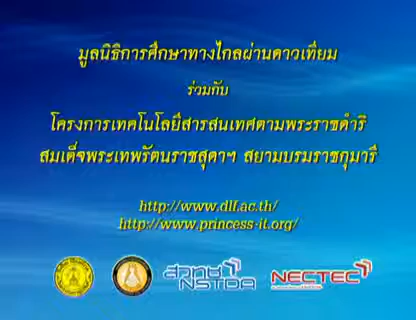 มูลนิธิการศึกษาทางไกลผ่านดาวเทียม
ร่วมกับ
โครงการเทคโนโลยีสารสนเทศตามพระราชดำริ
สมเด็จพระเทพรัตนราชสุดาฯ สยามบรมราชกุมารี
http://www.dlf.ac.th/
http://www.princess-it.org/
สวทช NECTEC
NSTDA